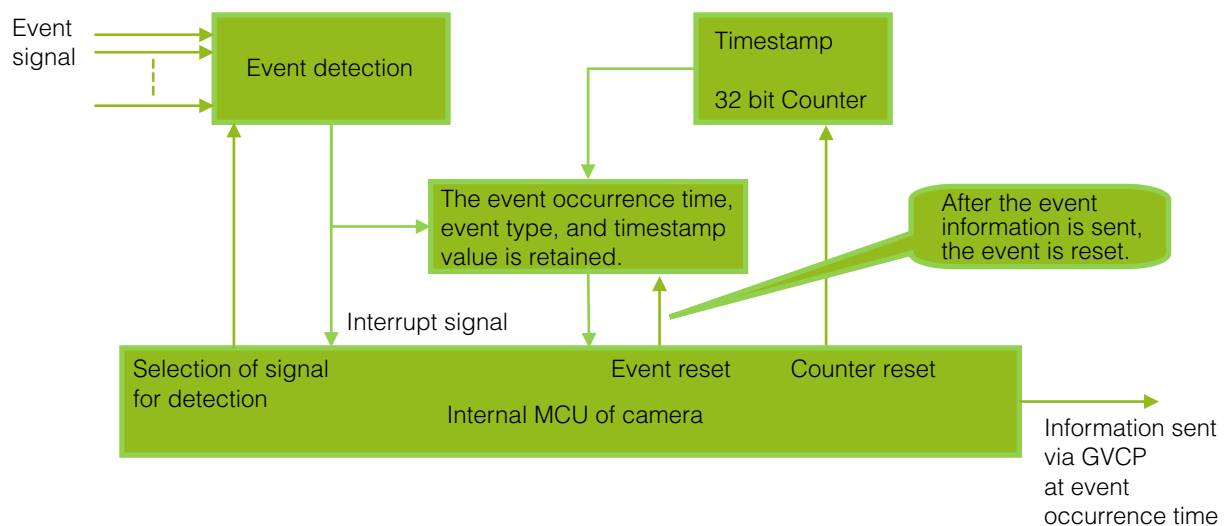 Event
signal
Event detection
Timestamp
32 bit Counter
The event occurrence time,
event type, and timestamp
value is retained.
After the event
information is sent,
the event is reset.
Interrupt signal
Selection of signal
for detection
Event reset
Counter reset
Internal MCU of camera
Information sent
via GVCP
at event
occurrence time